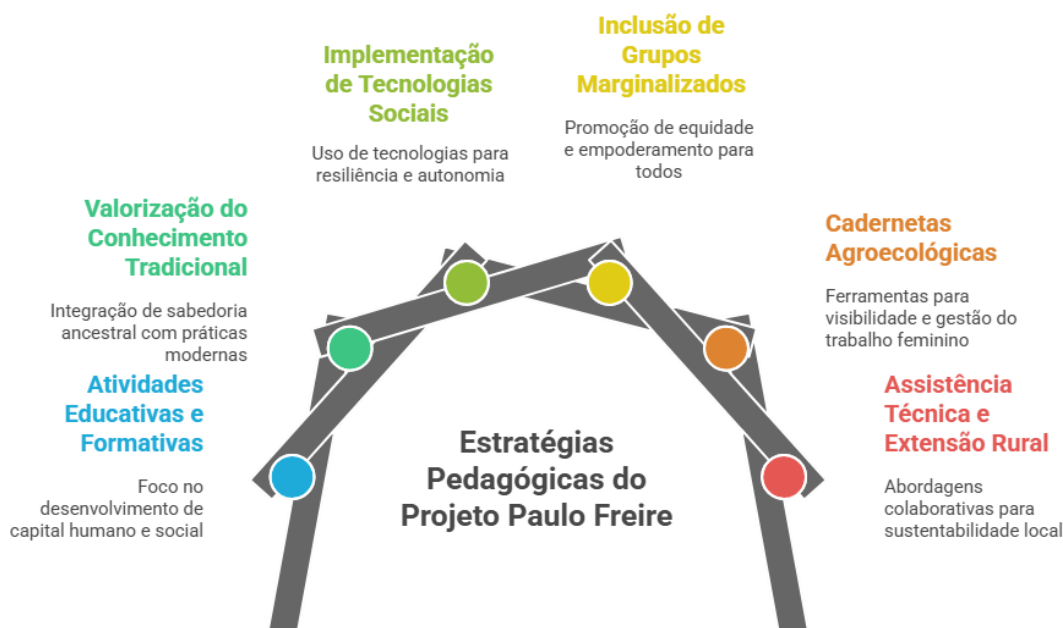 Implementação
de Tecnologias
Sociais
Uso de tecnologias para
resiliência e autonomia
Inclusão de
Grupos
Marginalizados
Promoção de equidade
e empoderamento para
todos
Valorização do
Conhecimento
Tradicional
Integração de sabedoria
ancestral com práticas
modernas
Cadernetas
Agroecológicas
Ferramentas para
visibilidade e gestão do
trabalho feminino
Atividades
Educativas e
Formativas
Foco no
desenvolvimento de
capital humano e social
Assistência
Técnica e
Extensão Rural
Abordagens
colaborativas para
sustentabilidade local
Estratégias
Pedagógicas do
Projeto Paulo Freire